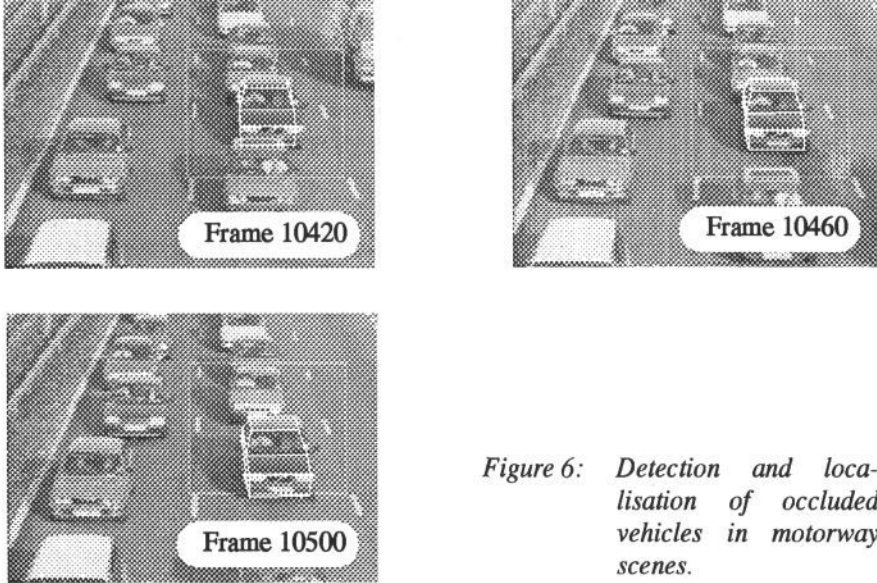 Frame 10420
Frame 10460
Frame 10500
Figure 6: Detection and loca-
lisation of occluded
vehicles in motorway
scenes.